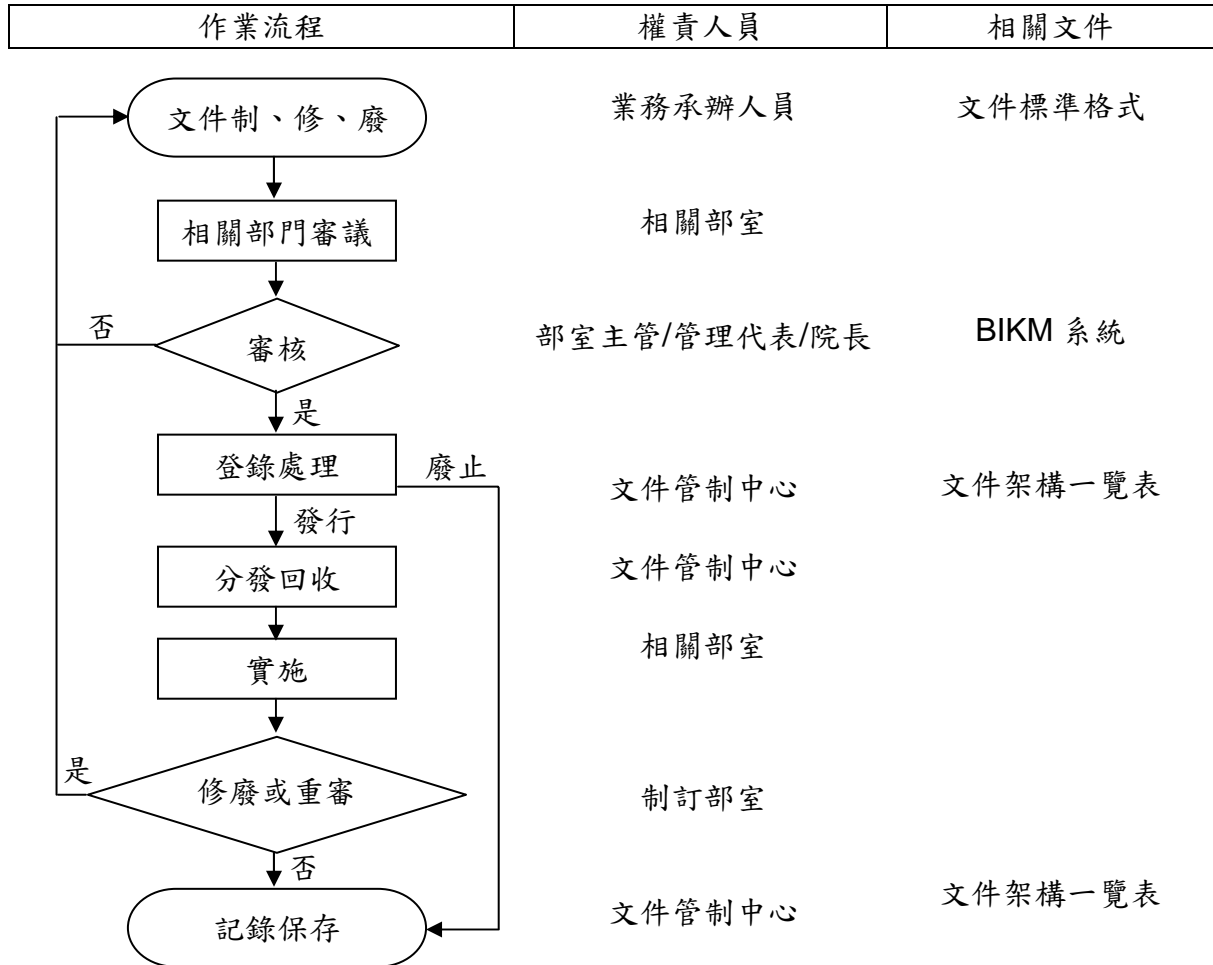 作業流程 權責人員 相關文件
文件制、修、廢 業務承辦人員 文件標準格式
相關部門審議 相關部室
否 審核 部室主管/管理代表/院長 BIKM 系統
是
登錄處理 廢止 文件管制中心 文件架構一覽表
發行
分發回收 文件管制中心
實施 相關部室
是 修廢或重審 制訂部室
否
記錄保存 文件管制中心 文件架構一覽表